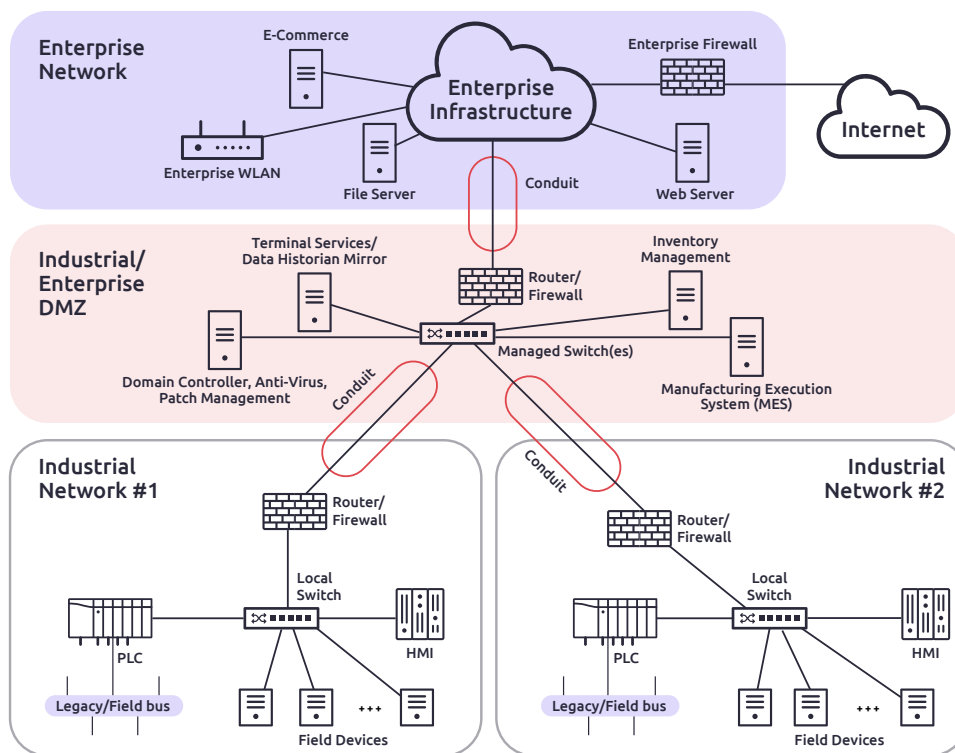 Enterprise
Network
E-Commerce
Enterprise
Infrastructure
Enterprise Firewall
Internet
Enterprise WLAN
File Server
Conduit
Web Server
Industrial/
Enterprise
DMZ
Terminal Services/
Data Historian Mirror
Router/
Firewall
Inventory
Management
Managed Switch(es)
Domain Controller, Anti-Virus,
Patch Management
Manufacturing Execution
System (MES)
Conduit
Conduit
Industrial
Network #1
Router/
Firewall
Local
Switch
PLC
HMI
Legacy/Field bus
+++
Field Devices
Industrial
Network #2
Router/
Firewall
Local
Switch
PLC
HMI
Legacy/Field bus
+++
Field Devices